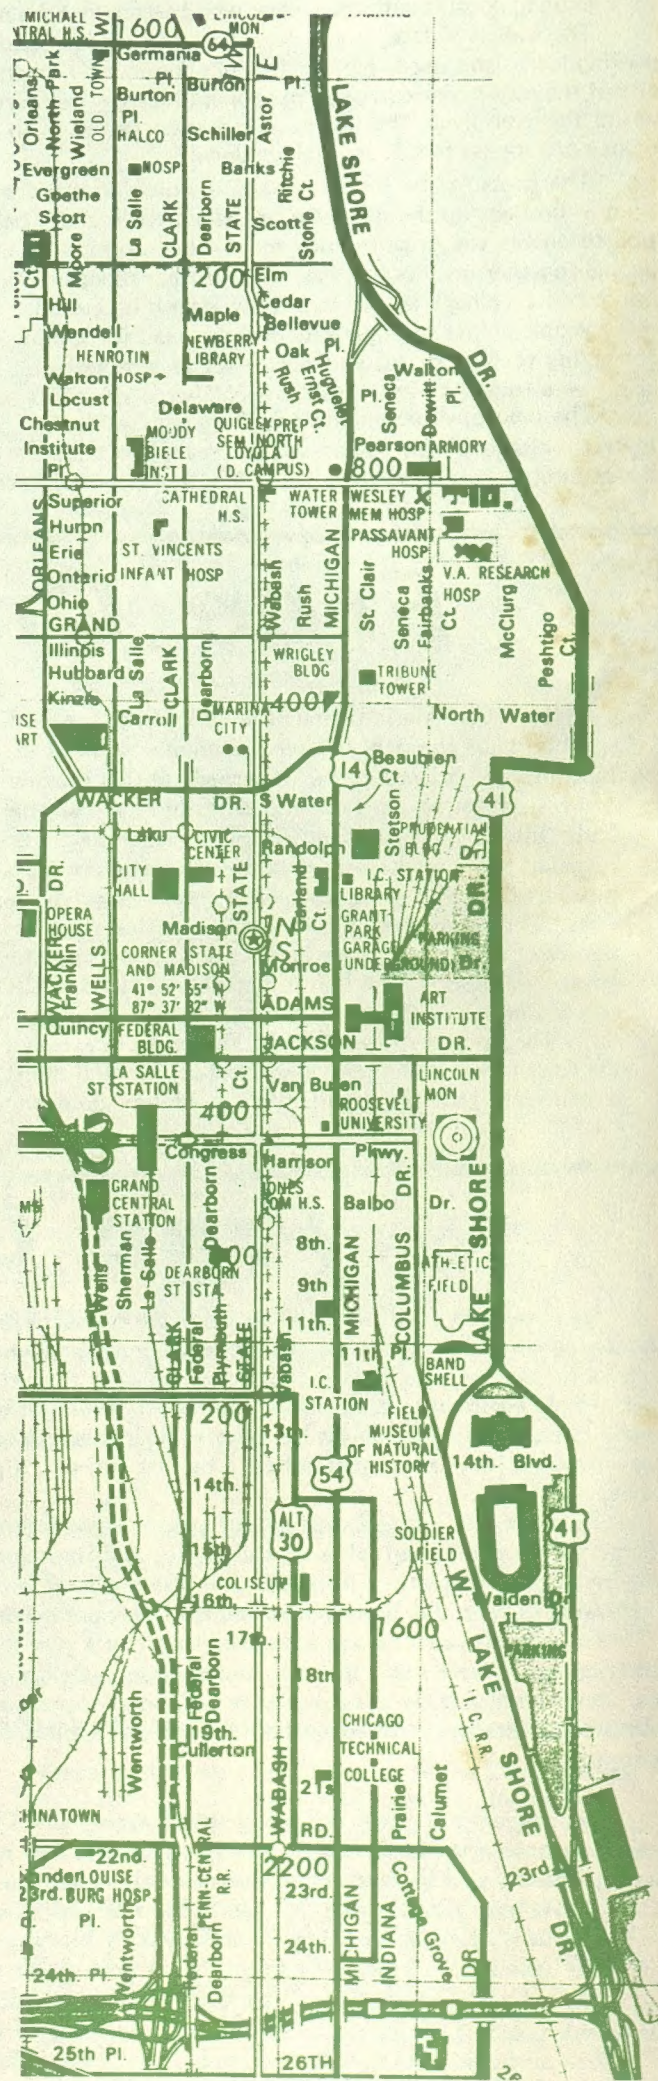 MICHAEL
NTRAL H.S.
WI
1600
LINCOLN
MON.
PARKING
64
W
E
Germania
Pl.
Orleans
North Park
Wieland
OLD TOWN
Burton
Pl.
Burton
Pl.
HALCO
Schiller
Astor
LAKE SHORE
Evergreen
HOSP
Banks
Ritchie
Goethe
Scott
La Salle
CLARK
Dearborn
STATE
Scott
Stone Ct.
Ct.
Moore
200
Elm
Hill
Maple
Cedar
Bellevue
Pl.
Wendell
HENROTIN
HOSP
NEWBERRY
LIBRARY
Oak
Rush
Ernst Ct.
Huguelet
Walton
DR.
Walton
Locust
Delaware
Pl.
Seneca
Dewitt
Pl.
Chestnut
Institute
Pl.
MOODY
BIBLE
INST
QUIGLEY PREP
SEM NORTH
LOYOLA U
(D. CAMPUS)
Pearson
ARMORY
800
Superior
CATHEDRAL
H.S.
WATER
TOWER
WESLEY
MEM HOSP
Huron
PASSAVANT
HOSP
ORLEANS
Erie
ST. VINCENTS
INFANT HOSP
Ontario
V.A. RESEARCH
HOSP
Ohio
GRAND
Wabash
Rush
MICHIGAN
St. Clair
Seneca
Fairbanks
Ct.
McClurg
Peshtigo
Ct.
Illinois
Hubbard
Kinzie
La Salle
CLARK
Dearborn
WRIGLEY
BLDG
TRIBUNE
TOWER
ISE
ART
Carroll
MARINA
CITY
400
North Water
14
Beaubien
Ct.
41
WACKER
DR.
S Water
Lake
CIVIC
CENTER
Randolph
Stetson
PRUDENTIAL
BLDG
Dr.
DR.
CITY
HALL
STATE
Garland
Ct.
LIBRARY
I.C. STATION
DR.
OPERA
HOUSE
Madison
N
S
GRANT
PARK
GARAGE
(UNDERGROUND)
PARKING
Dr.
WACKER
Franklin
WELLS
CORNER STATE
AND MADISON
41° 52' 55" N
87° 37' 32" W
Monroe
ADAMS
ART
INSTITUTE
Quincy
FEDERAL
BLDG.
JACKSON
DR.
LA SALLE
ST STATION
Ct.
Van Buren
LINCOLN
MON
400
ROOSEVELT
UNIVERSITY
Congress
Pkwy.
Harrison
GRAND
CENTRAL
STATION
Dearborn
JONES
COM H.S.
Balbo
DR.
Dr.
LAKE SHORE
Wells
Sherman
La Salle
DEARBORN
ST STA.
8th.
9th
11th.
MICHIGAN
COLUMBUS
ATHLETIC
FIELD
CLARK
Federal
Plymouth
STATE
Wabash
11th Pl.
BAND
SHELL
I.C.
STATION
1200
13th.
FIELD
MUSEUM
OF NATURAL
HISTORY
14th. Blvd.
54
14th.
ALT
30
41
15th.
SOLDIER
FIELD
COLISEUM
16th.
W. LAKE SHORE DR.
Walden Dr
1600
17th.
PARKING
Federal
Dearborn
18th
I.C.R.R.
Wentworth
19th.
Cullerton
CHICAGO
TECHNICAL
COLLEGE
WABASH
21s
Prairie
Calumet
HINATOWN
RD.
22nd.
2200
23rd.
LOUISE
BURG HOSP.
23rd.
Pl.
PENN-CENTRAL
R.R.
23rd.
Wentworth
Federal
Dearborn
24th.
MICHIGAN
INDIANA
Cottage Grove
DR
24th. Pl
25th Pl.
26TH